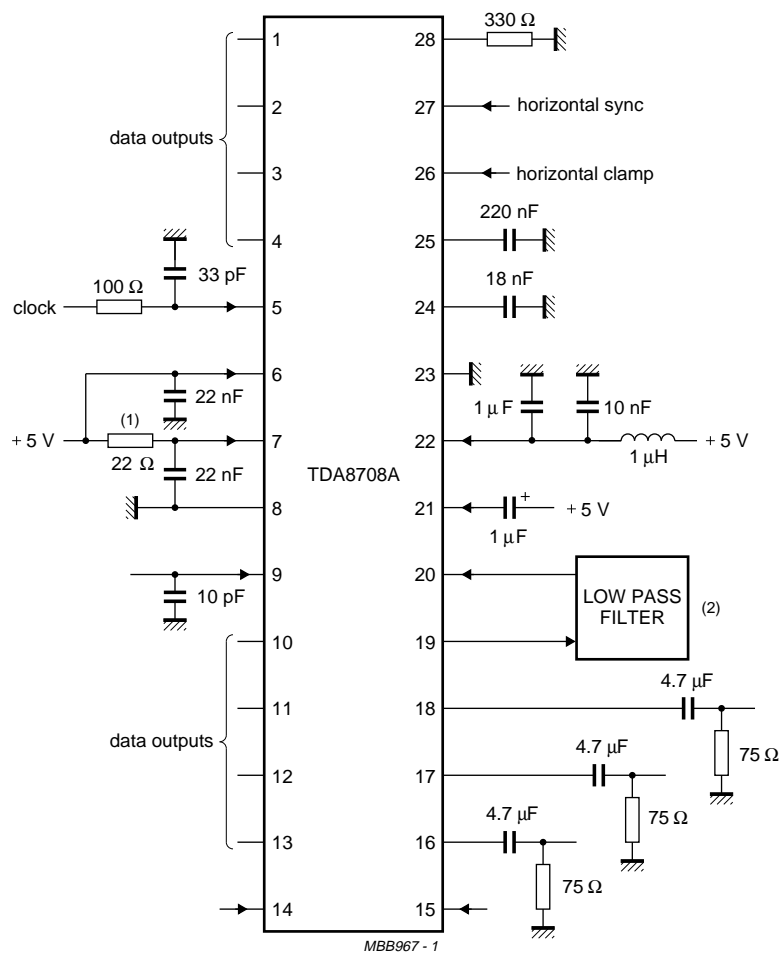 330 Ω
1
28
2
27
horizontal sync
data outputs
3
26
horizontal clamp
220 nF
4
25
33 pF
100 Ω
18 nF
clock
5
24
6
23
22 nF
1 μF
10 nF
(1)
+ 5 V
7
22
+ 5 V
22 Ω
1 μH
22 nF
TDA8708A
8
21
+
+ 5 V
1 μF
9
20
10 pF
LOW PASS
FILTER
(2)
10
19
4.7 μF
11
18
data outputs
4.7 μF
75 Ω
12
17
4.7 μF
75 Ω
13
16
75 Ω
14
15
MBB967 - 1